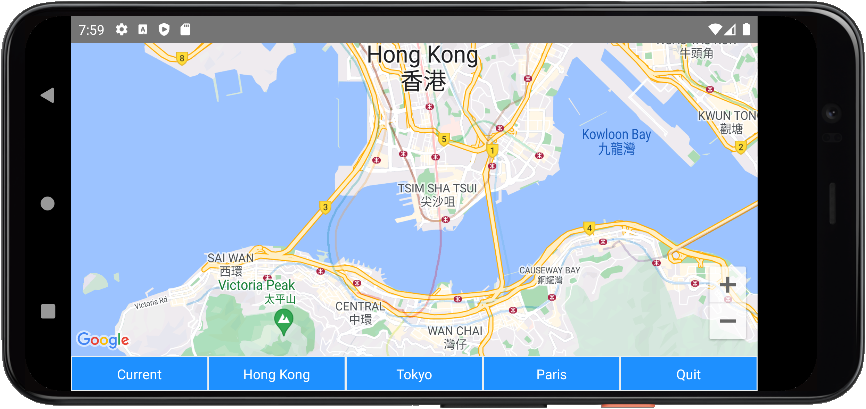 7:59
8
Hong Kong
香港
牛頭角
KWUN TON
觀塘
2
5
1
Kowloon Bay
九龍灣
TSIM SHA TSUI
尖沙咀
3
4
SAI WAN
西環
Victoria Peak
太平山
Victoria Rd
CENTRAL
中環
CAUSEWAY BAY
銅鑼灣
WAN CHAI
灣仔
+
−
Google
Current
Hong Kong
Tokyo
Paris
Quit